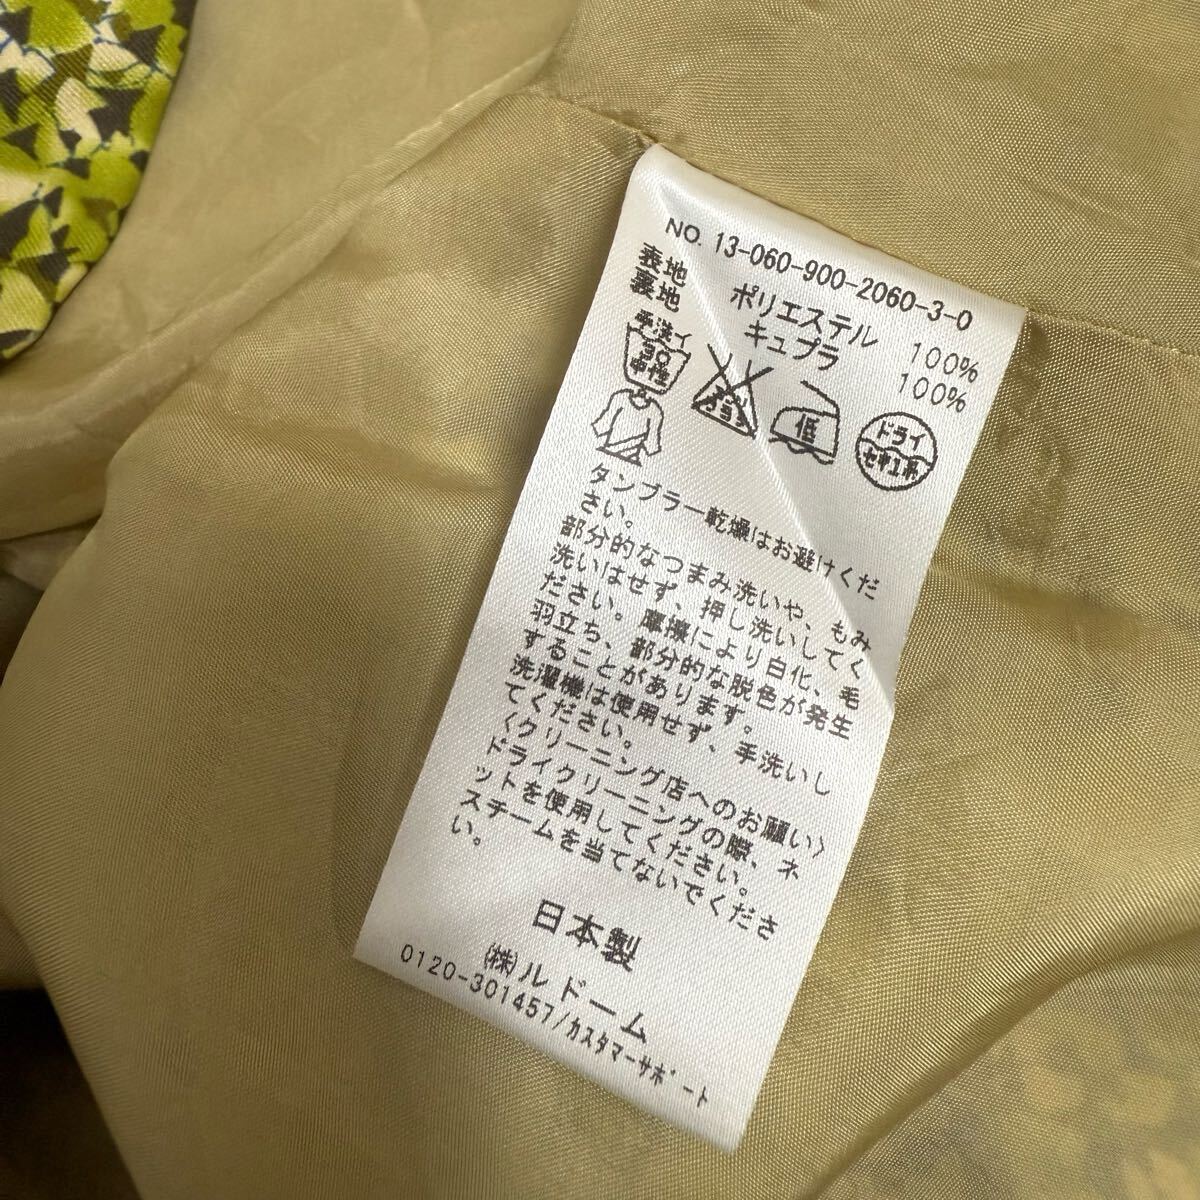 NO. 13-060-900-2060-3-0
表地 ポリエステル 100%
裏地 キュプラ 100%
手洗イ
30
中性
低
ドライ
セキユ系
タンブラー乾燥はお避けくだ
さい。
部分的なつまみ洗いや、もみ
洗いはせず、押し洗いしてく
ださい。摩擦により白化、毛
羽立ち、部分的な脱色が発生
することがあります。
洗濯機は使用せず、手洗いし
てください。
〈クリーニング店へのお願い〉
ドライクリーニングの際、ネ
ットを使用してください。
スチームを当てないでくださ
い。
日本製
(株)ルドーム
0120-301457/カスタマーサポート